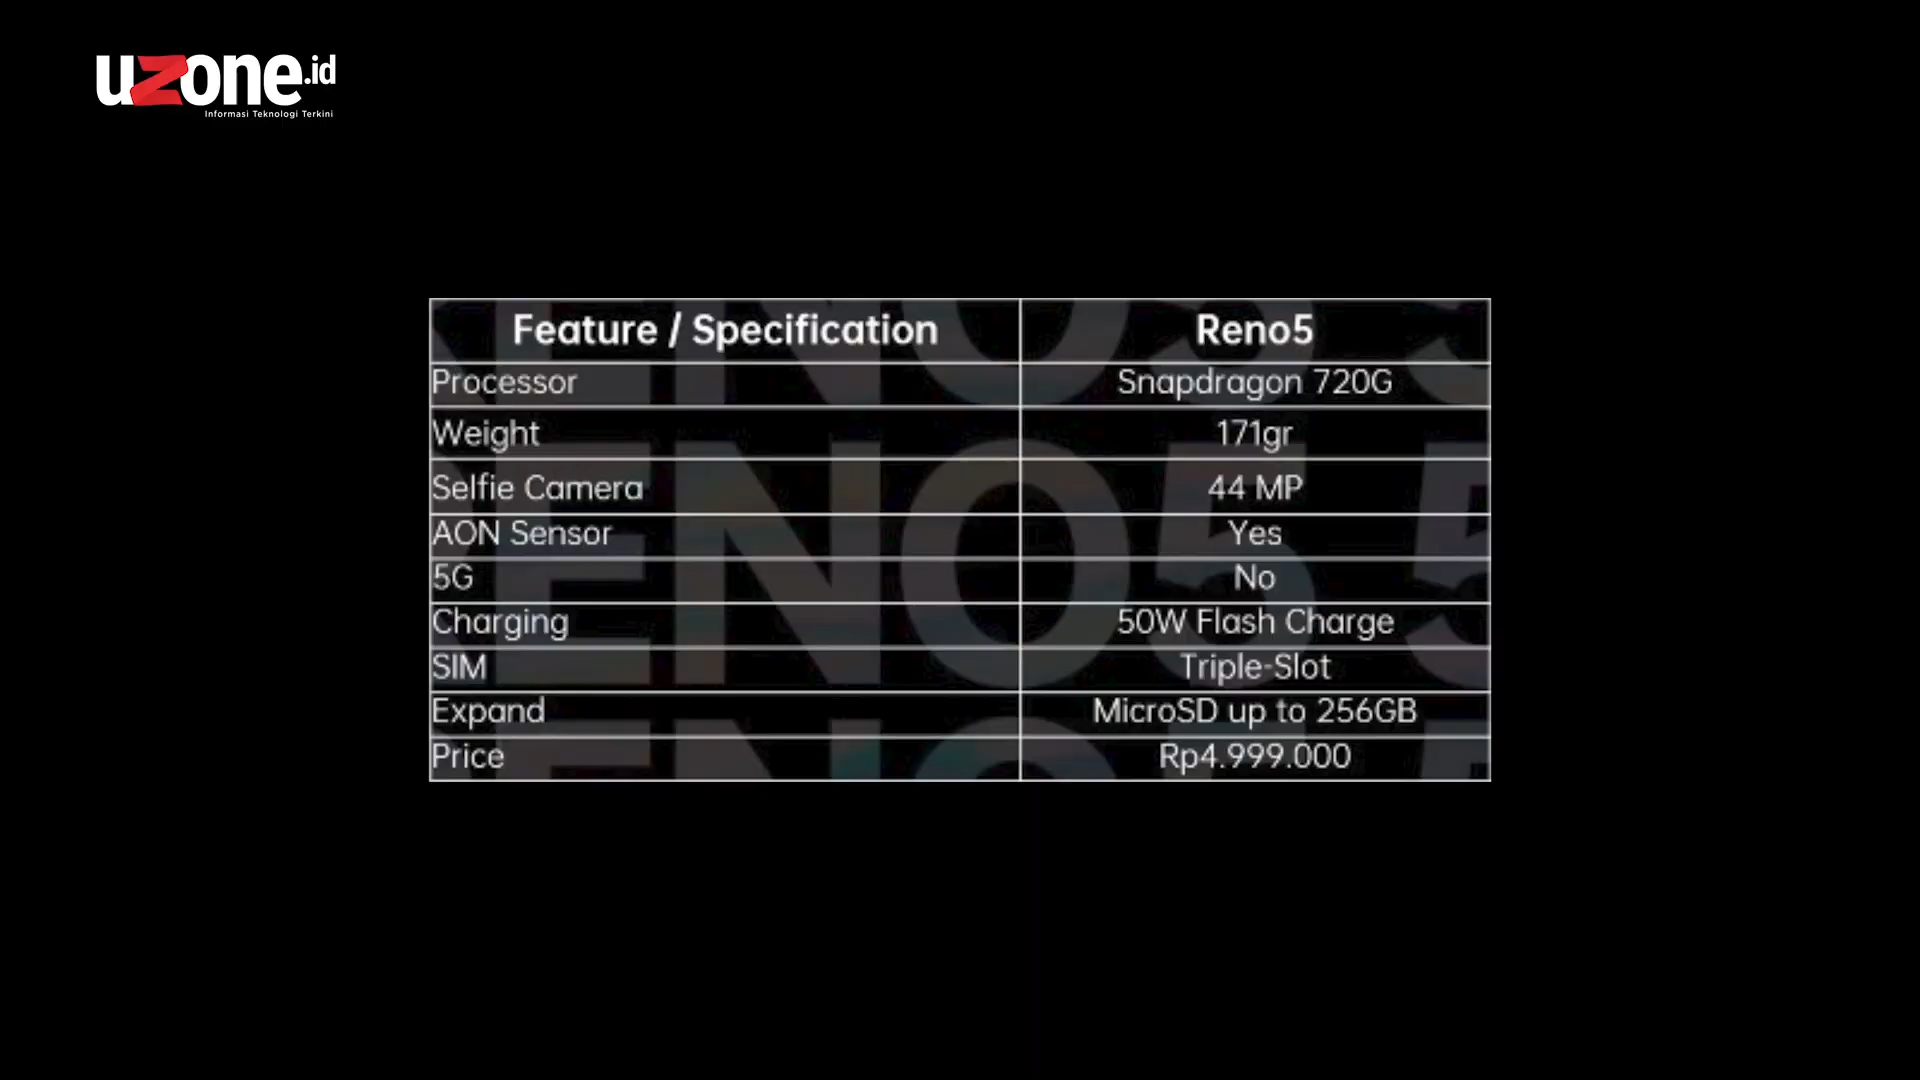 uzone.id
Informasi Teknologi Terkini
Feature / Specification Reno5
Processor Snapdragon 720G
Weight 171gr
Selfie Camera 44 MP
AON Sensor Yes
5G No
Charging 50W Flash Charge
SIM Triple-Slot
Expand MicroSD up to 256GB
Price Rp4.999.000